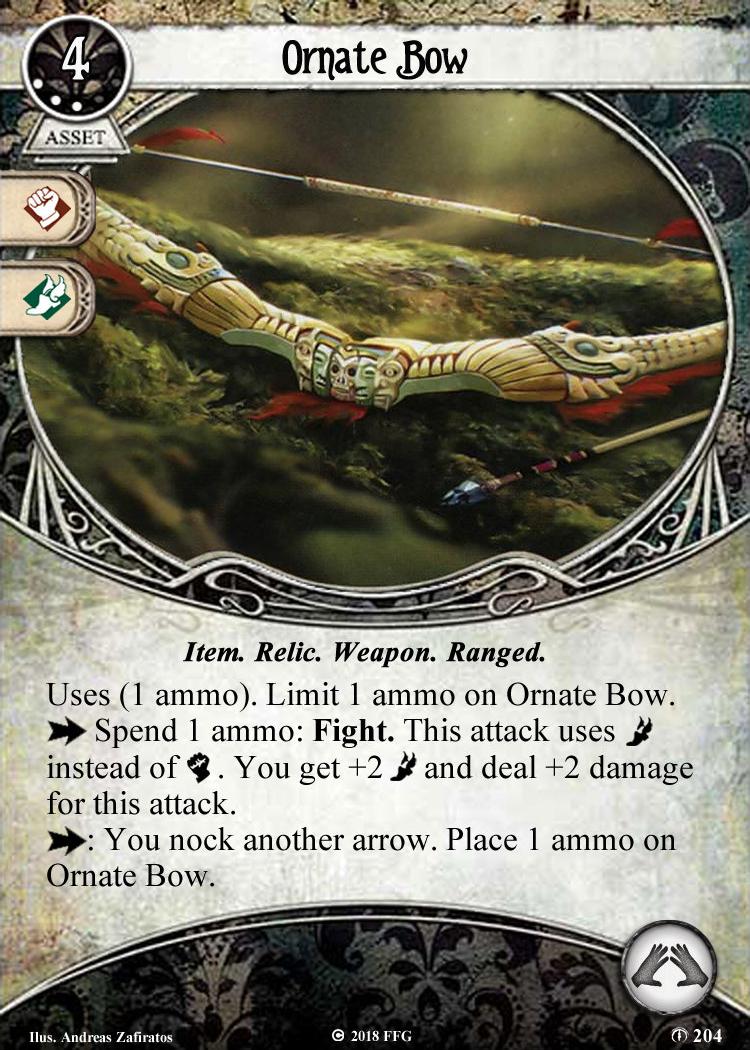 4
Ornate Bow
ASSET
Item. Relic. Weapon. Ranged.
Uses (1 ammo). Limit 1 ammo on Ornate Bow.
Spend 1 ammo: Fight. This attack uses
instead of . You get +2 and deal +2 damage
for this attack.
: You nock another arrow. Place 1 ammo on
Ornate Bow.
Ilus. Andreas Zafiratos
© 2018 FFG
204